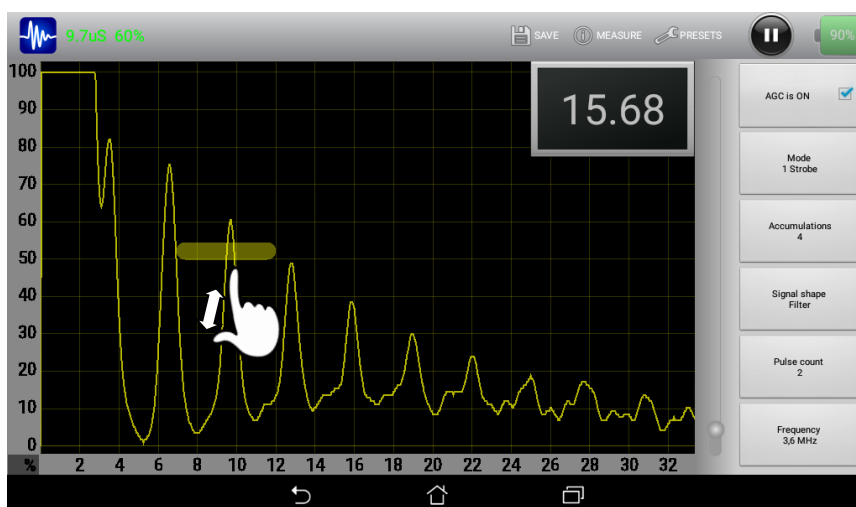 9.7uS 60%
SAVE
MEASURE
PRESETS
90%
100
90
80
70
60
50
40
30
20
10
0
15.68
AGC is ON
Mode
1 Strobe
Accumulations
4
Signal shape
Filter
Pulse count
2
Frequency
3,6 MHz
% 2 4 6 8 10 12 14 16 18 20 22 24 26 28 30 32